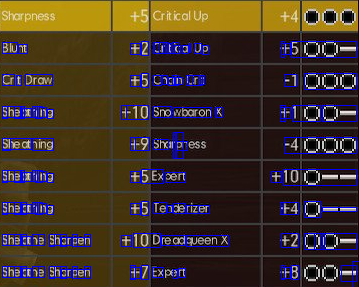 Sharpness +5 Critical Up +4
Blunt +2 Critical Up +5
Crit Draw +5 Chain Crit -1
Sheathing +10 Snowbaron X +1
Sheathing +9 Sharpness -4
Sheathing +5 Expert +10
Sheathing +5 Tenderizer +4
Sheathe Sharpen +10 Dreadqueen X +2
Sheathe Sharpen +7 Expert +8